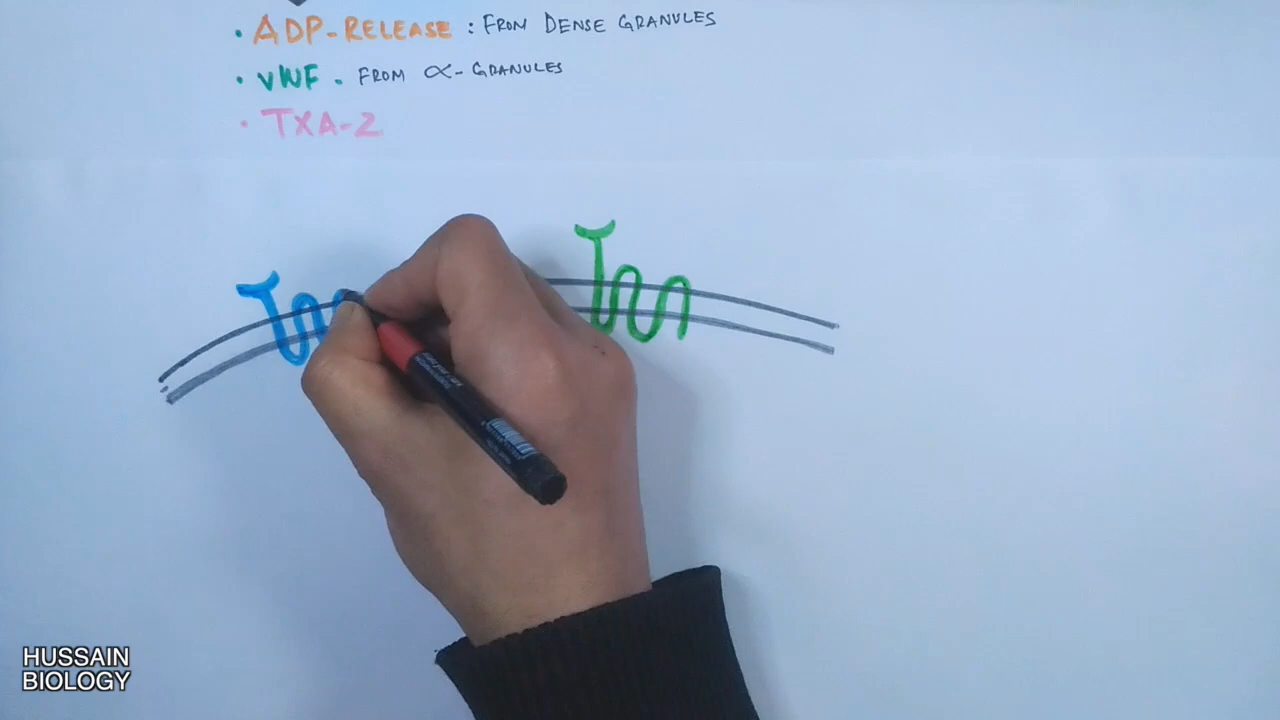 • ADP-RELEASE : FROM DENSE GRANULES
• VWF - FROM α-GRANULES
• TXA-2
HUSSAIN
BIOLOGY